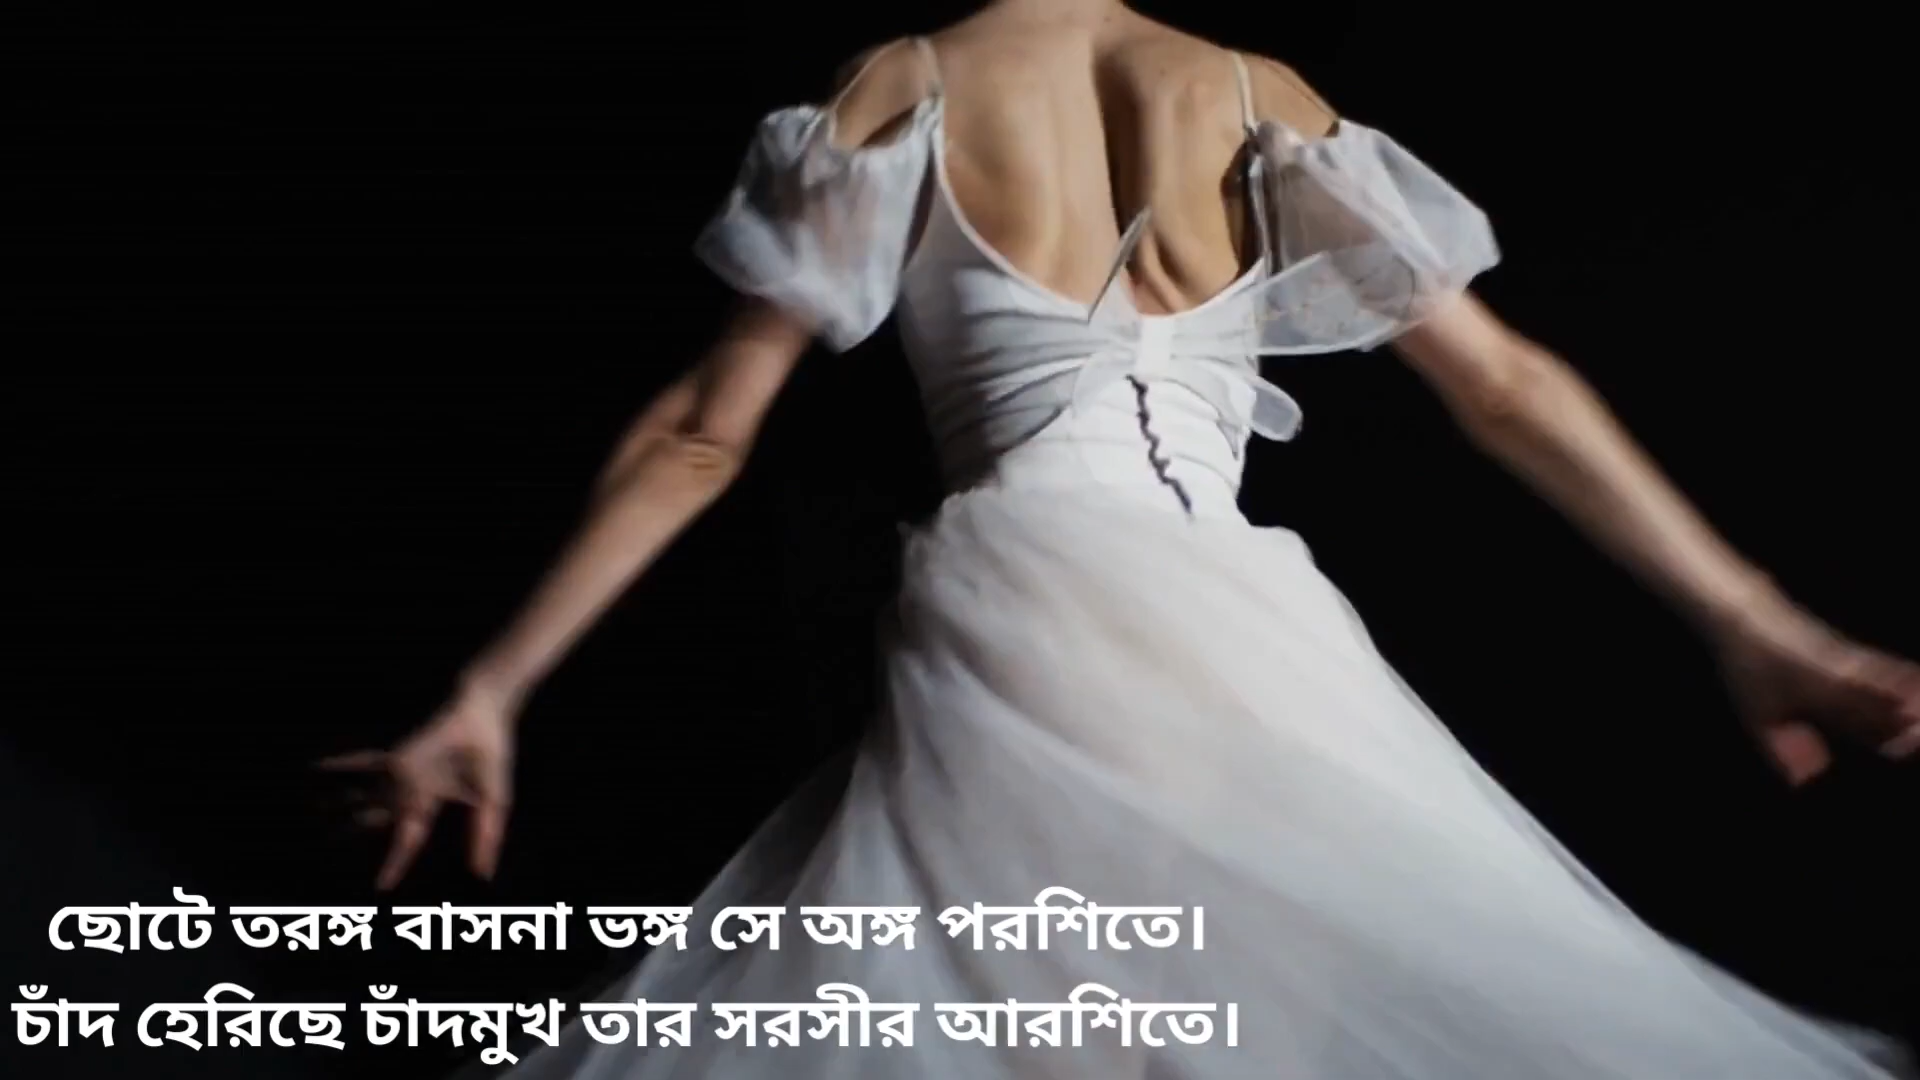 ছোটে তরঙ্গ বাসনা ভঙ্গ সে অঙ্গ পরশিতে।
চাঁদ হেরিছে চাঁদমুখ তার সরসীর আরশিতে।